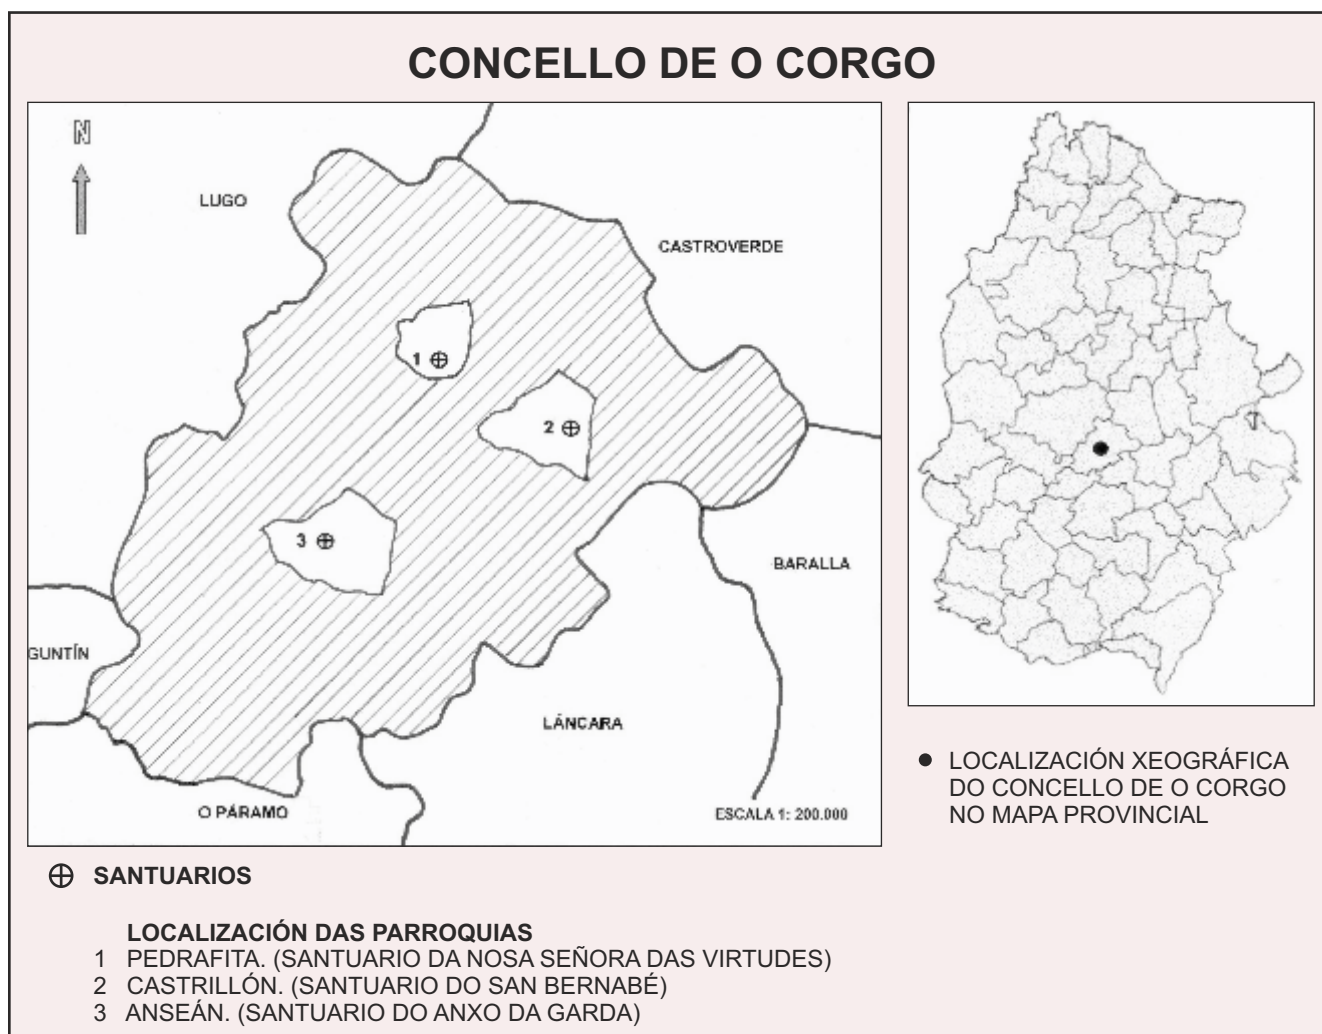 CONCELLO DE O CORGO
N
LUGO
CASTROVERDE
1
2
3
BARALLA
GUNTÍN
LÁNCARA
O PÁRAMO
ESCALA 1: 200.000
● LOCALIZACIÓN XEOGRÁFICA
DO CONCELLO DE O CORGO
NO MAPA PROVINCIAL
⊕ SANTUARIOS
LOCALIZACIÓN DAS PARROQUIAS
1 PEDRAFITA. (SANTUARIO DA NOSA SEÑORA DAS VIRTUDES)
2 CASTRILLÓN. (SANTUARIO DO SAN BERNABÉ)
3 ANSEÁN. (SANTUARIO DO ANXO DA GARDA)